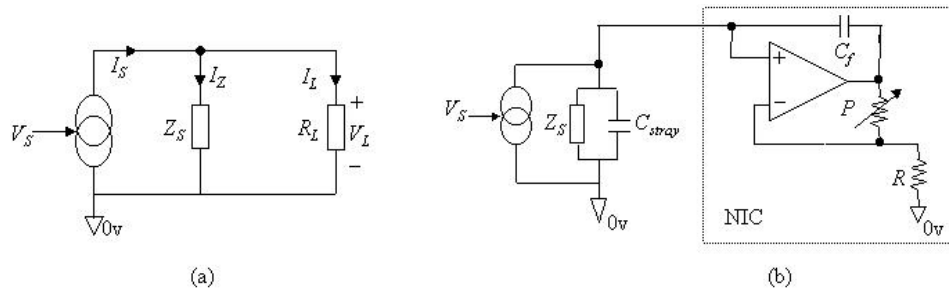 I_S
I_Z
I_L
V_S
Z_S
R_L
+
V_L
−
0v
(a)
V_S
Z_S
C_stray
0v
+
−
C_f
P
R
NIC
0v
(b)